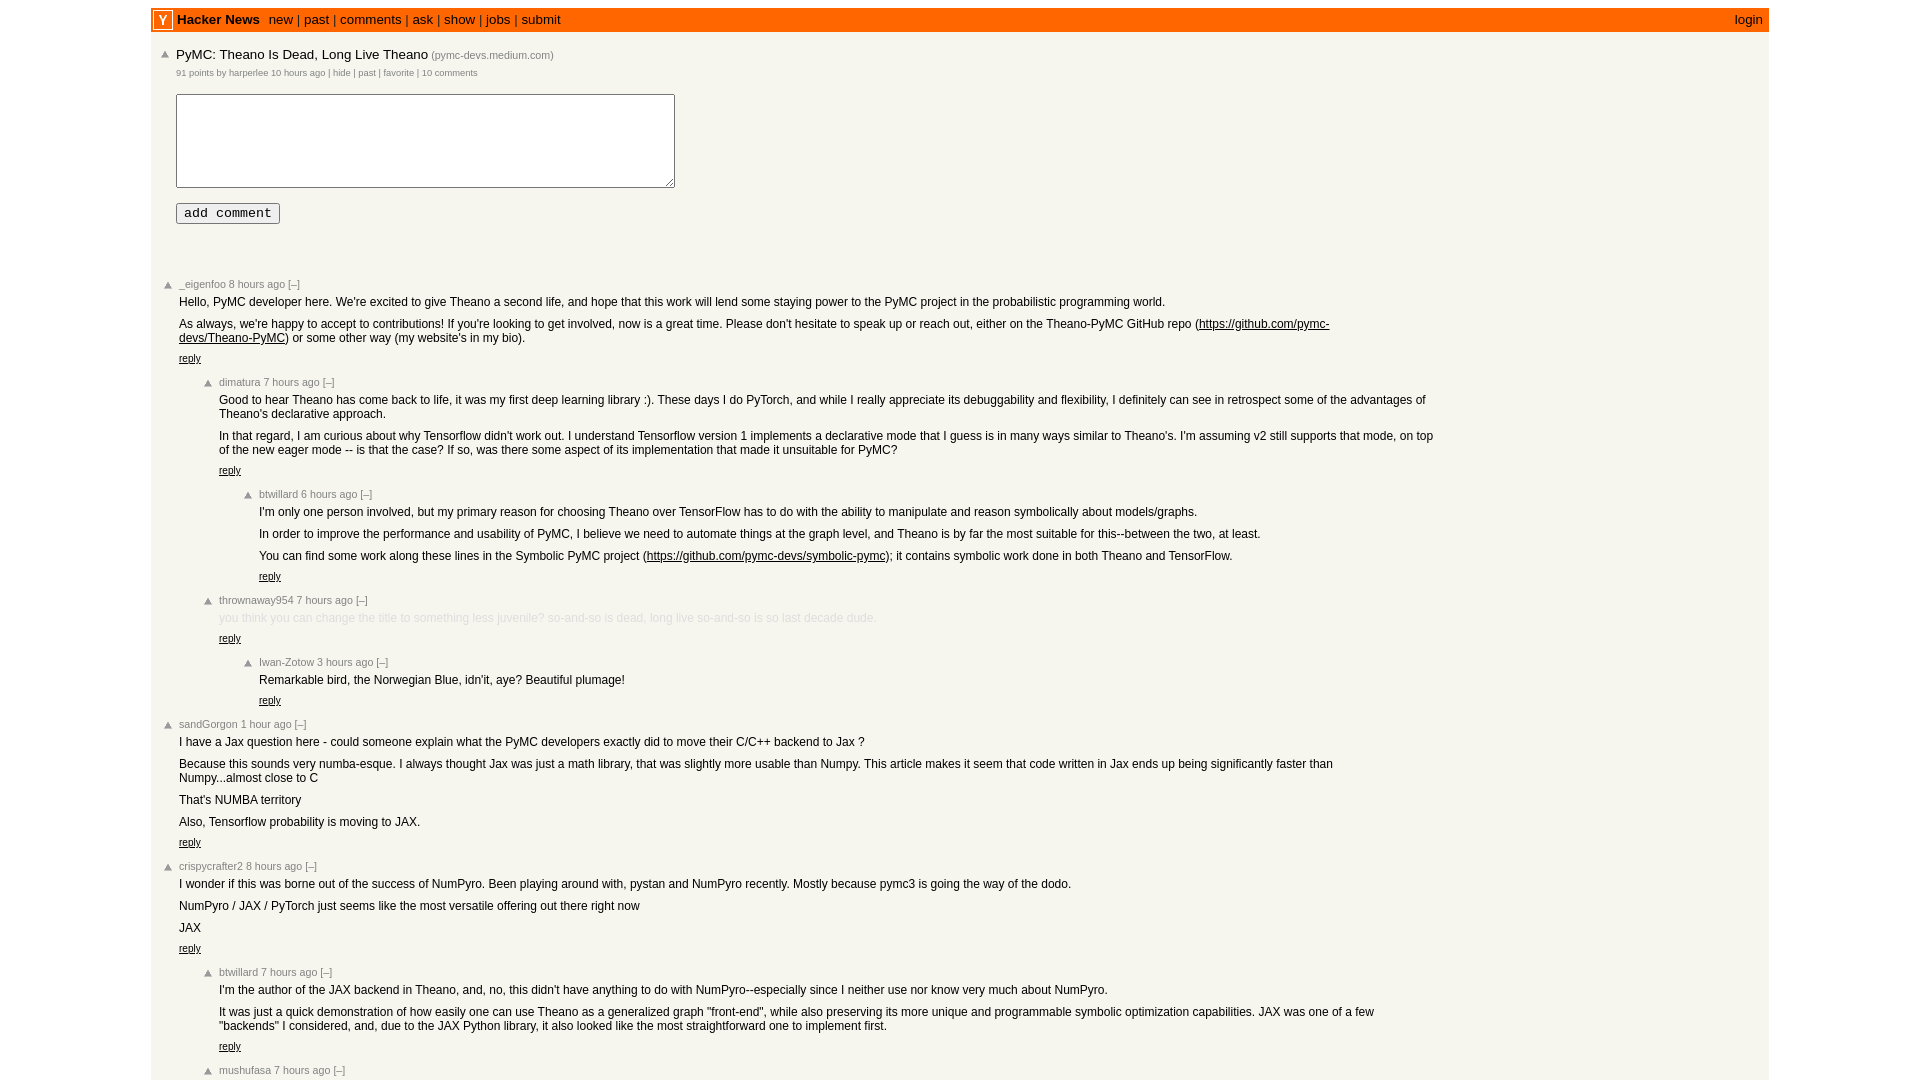 Y Hacker News new | past | comments | ask | show | jobs | submit login
PyMC: Theano Is Dead, Long Live Theano (pymc-devs.medium.com)
91 points by harperlee 10 hours ago | hide | past | favorite | 10 comments
add comment
_eigenfoo 8 hours ago [–]
Hello, PyMC developer here. We're excited to give Theano a second life, and hope that this work will lend some staying power to the PyMC project in the probabilistic programming world.
As always, we're happy to accept to contributions! If you're looking to get involved, now is a great time. Please don't hesitate to speak up or reach out, either on the Theano-PyMC GitHub repo (https://github.com/pymc-
devs/Theano-PyMC) or some other way (my website's in my bio).
reply
dimatura 7 hours ago [–]
Good to hear Theano has come back to life, it was my first deep learning library :). These days I do PyTorch, and while I really appreciate its debuggability and flexibility, I definitely can see in retrospect some of the advantages of
Theano's declarative approach.
In that regard, I am curious about why Tensorflow didn't work out. I understand Tensorflow version 1 implements a declarative mode that I guess is in many ways similar to Theano's. I'm assuming v2 still supports that mode, on top
of the new eager mode -- is that the case? If so, was there some aspect of its implementation that made it unsuitable for PyMC?
reply
btwillard 6 hours ago [–]
I'm only one person involved, but my primary reason for choosing Theano over TensorFlow has to do with the ability to manipulate and reason symbolically about models/graphs.
In order to improve the performance and usability of PyMC, I believe we need to automate things at the graph level, and Theano is by far the most suitable for this--between the two, at least.
You can find some work along these lines in the Symbolic PyMC project (https://github.com/pymc-devs/symbolic-pymc); it contains symbolic work done in both Theano and TensorFlow.
reply
thrownaway954 7 hours ago [–]
you think you can change the title to something less juvenile? so-and-so is dead, long live so-and-so is so last decade dude.
reply
Iwan-Zotow 3 hours ago [–]
Remarkable bird, the Norwegian Blue, idn'it, aye? Beautiful plumage!
reply
sandGorgon 1 hour ago [–]
I have a Jax question here - could someone explain what the PyMC developers exactly did to move their C/C++ backend to Jax ?
Because this sounds very numba-esque. I always thought Jax was just a math library, that was slightly more usable than Numpy. This article makes it seem that code written in Jax ends up being significantly faster than
Numpy...almost close to C
That's NUMBA territory
Also, Tensorflow probability is moving to JAX.
reply
crispycrafter2 8 hours ago [–]
I wonder if this was borne out of the success of NumPyro. Been playing around with, pystan and NumPyro recently. Mostly because pymc3 is going the way of the dodo.
NumPyro / JAX / PyTorch just seems like the most versatile offering out there right now
JAX
reply
btwillard 7 hours ago [–]
I'm the author of the JAX backend in Theano, and, no, this didn't have anything to do with NumPyro--especially since I neither use nor know very much about NumPyro.
It was just a quick demonstration of how easily one can use Theano as a generalized graph "front-end", while also preserving its more unique and programmable symbolic optimization capabilities. JAX was one of a few
"backends" I considered, and, due to the JAX Python library, it also looked like the most straightforward one to implement first.
reply
mushufasa 7 hours ago [–]